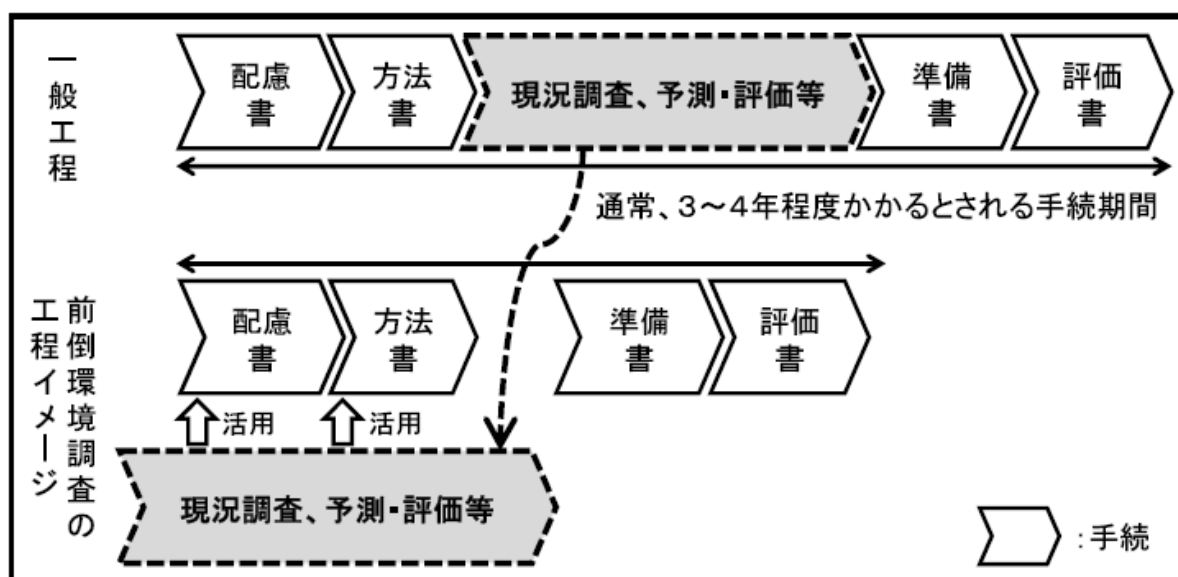 一般工程
配慮
書
方法
書
現況調査、予測・評価等
準備
書
評価
書
通常、3~4年程度かかるとされる手続期間
前倒環境調査の
工程イメージ
配慮
書
方法
書
準備
書
評価
書
活用
活用
現況調査、予測・評価等
:手続